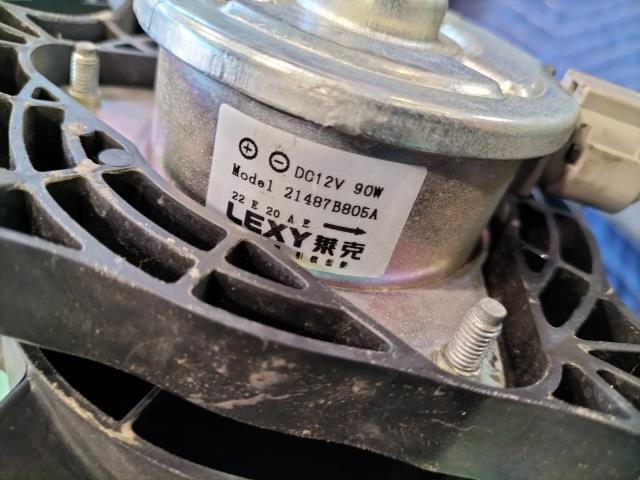 ⊕ ⊖ DC12V 90W
Model 21487B805A
22 E 20 A E →
LEXY 莱克